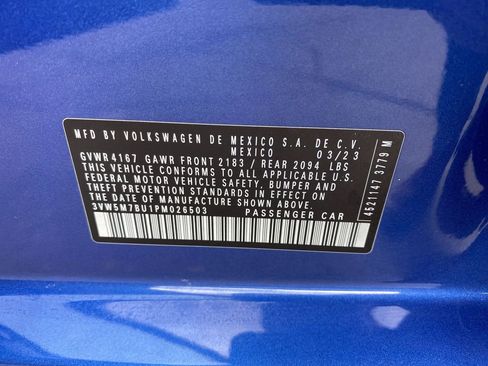 MFD BY VOLKSWAGEN DE MEXICO S.A. DE C.V.
MEXICO 03/23
GVWR 4167 GAWR FRONT 2183 / REAR 2094 LBS
THIS VEHICLE CONFORMS TO ALL APPLICABLE U.S.
FEDERAL MOTOR VEHICLE SAFETY, BUMPER AND
THEFT PREVENTION STANDARDS IN EFFECT ON THE
DATE OF MANUFACTURE SHOWN ABOVE.
3VW5M7BU1PM026503 PASSENGER CAR
4521147 3779 M